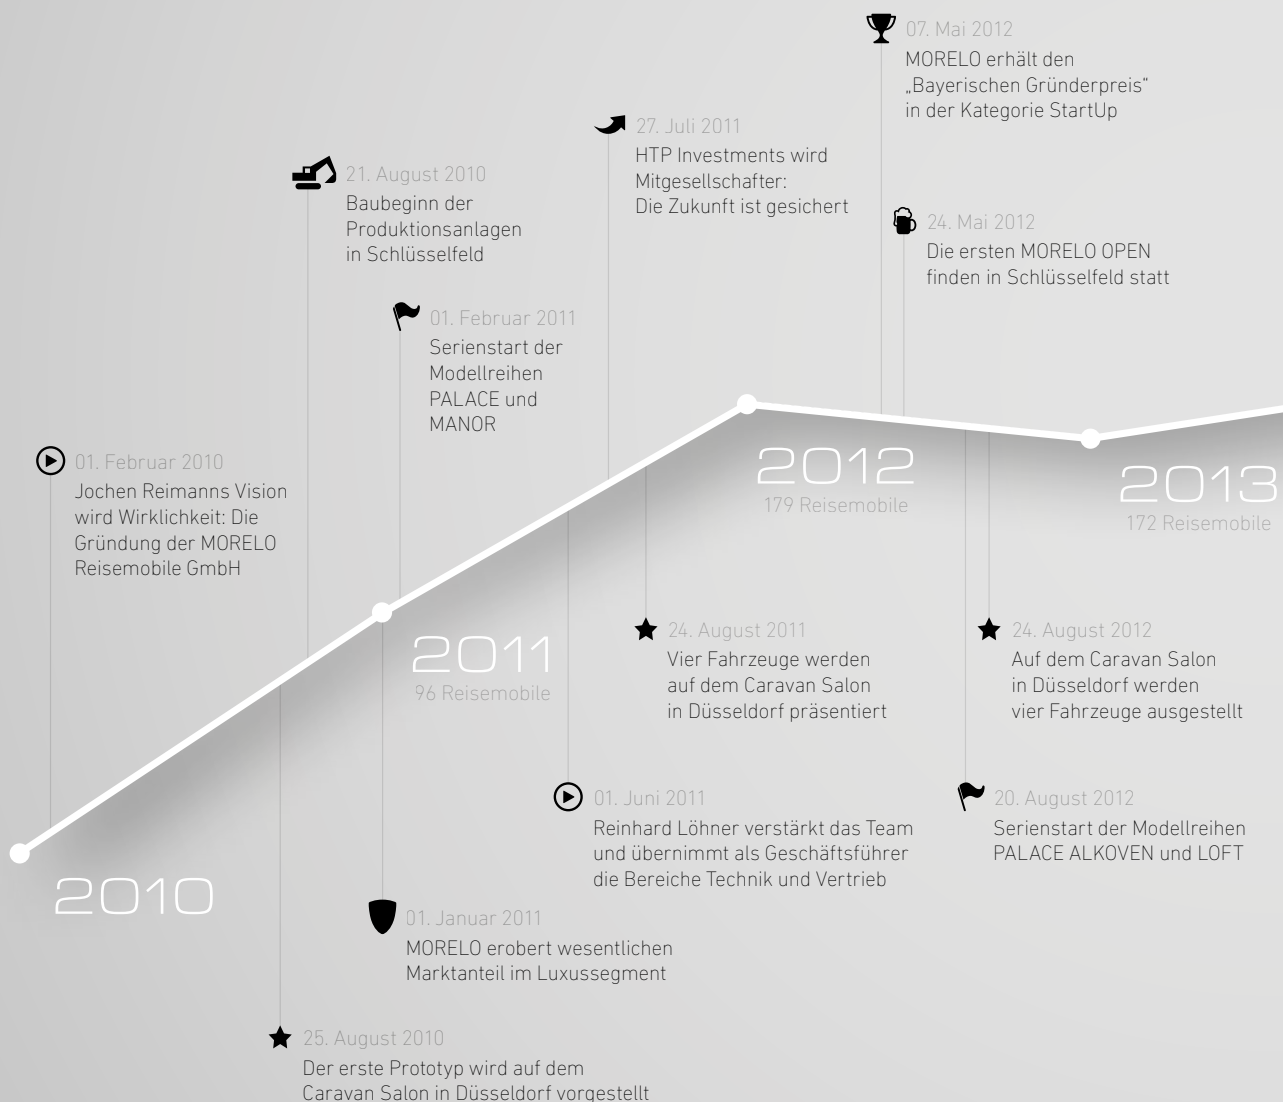 07. Mai 2012
MORELO erhält den
„Bayerischen Gründerpreis“
in der Kategorie StartUp
27. Juli 2011
HTP Investments wird
Mitgesellschafter:
Die Zukunft ist gesichert
21. August 2010
Baubeginn der
Produktionsanlagen
in Schlüsselfeld
24. Mai 2012
Die ersten MORELO OPEN
finden in Schlüsselfeld statt
01. Februar 2011
Serienstart der
Modellreihen
PALACE und
MANOR
01. Februar 2010
Jochen Reimanns Vision
wird Wirklichkeit: Die
Gründung der MORELO
Reisemobile GmbH
2012
179 Reisemobile
2013
172 Reisemobile
2011
96 Reisemobile
24. August 2011
Vier Fahrzeuge werden
auf dem Caravan Salon
in Düsseldorf präsentiert
24. August 2012
Auf dem Caravan Salon
in Düsseldorf werden
vier Fahrzeuge ausgestellt
01. Juni 2011
Reinhard Löhner verstärkt das Team
und übernimmt als Geschäftsführer
die Bereiche Technik und Vertrieb
20. August 2012
Serienstart der Modellreihen
PALACE ALKOVEN und LOFT
2010
01. Januar 2011
MORELO erobert wesentlichen
Marktanteil im Luxussegment
25. August 2010
Der erste Prototyp wird auf dem
Caravan Salon in Düsseldorf vorgestellt